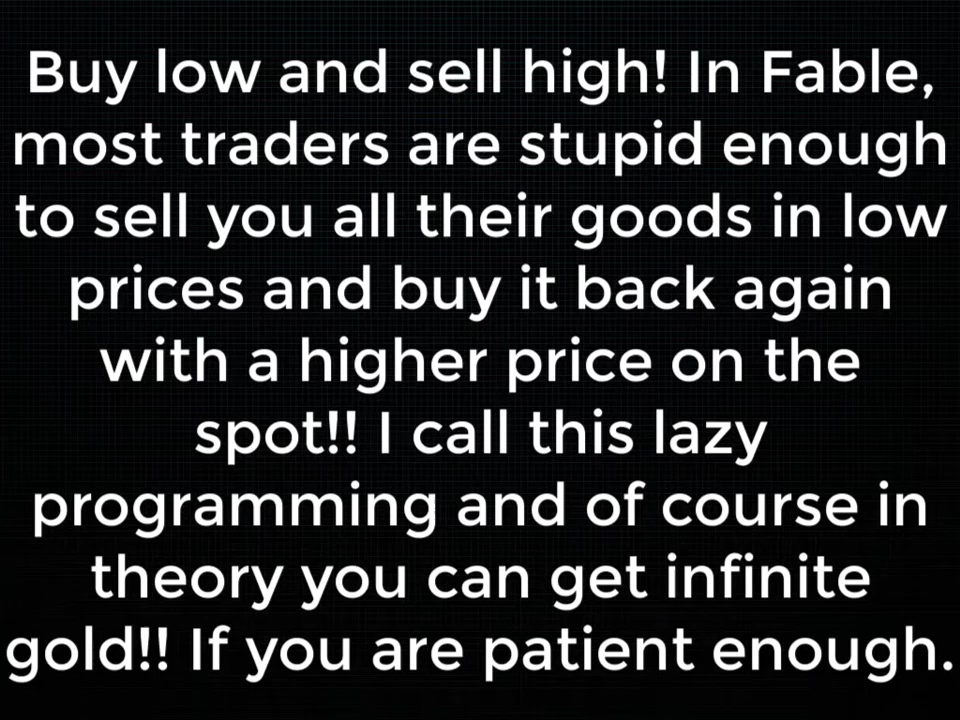 Buy low and sell high! In Fable,
most traders are stupid enough
to sell you all their goods in low
prices and buy it back again
with a higher price on the
spot!! I call this lazy
programming and of course in
theory you can get infinite
gold!! If you are patient enough.